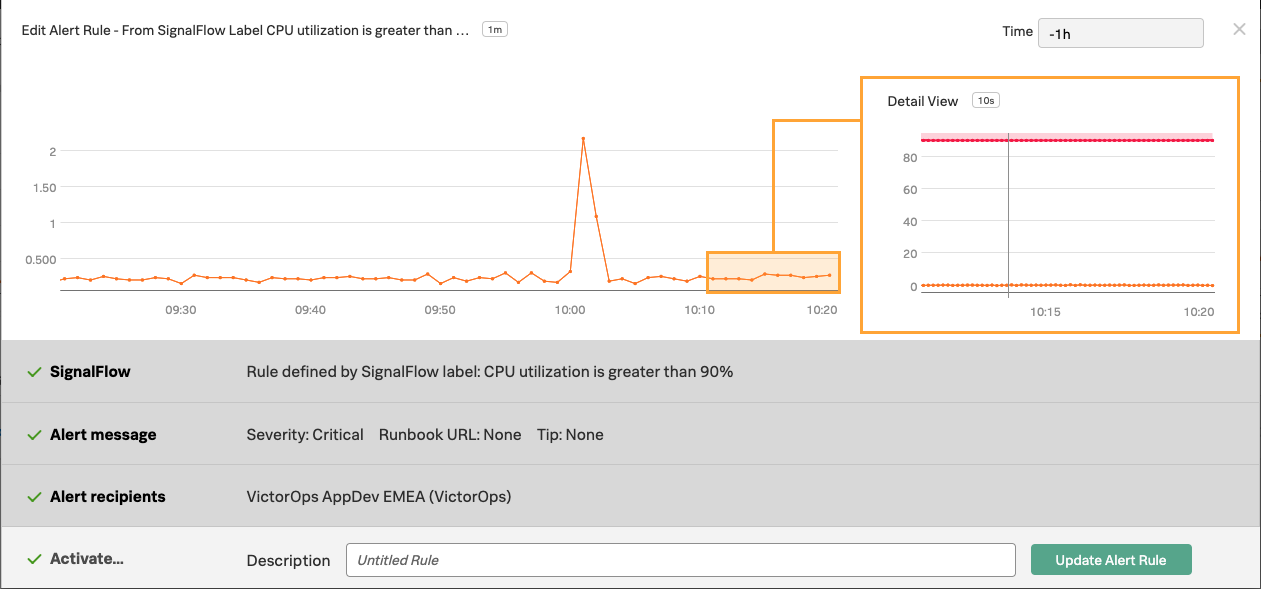 Edit Alert Rule - From SignalFlow Label CPU utilization is greater than … 1m
Time -1h
Detail View 10s
2
1.50
1
0.500
09:30 09:40 09:50 10:00 10:10 10:20
80
60
40
20
0
10:15 10:20
SignalFlow Rule defined by SignalFlow label: CPU utilization is greater than 90%
Alert message Severity: Critical Runbook URL: None Tip: None
Alert recipients VictorOps AppDev EMEA (VictorOps)
Activate... Description Untitled Rule Update Alert Rule